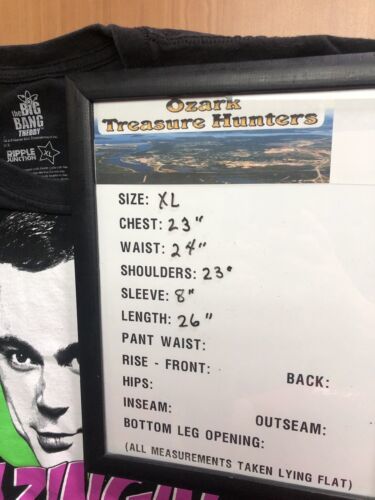 the BIG
BANG
THEORY
RIPPLE
JUNCTION
XL
Ozark
Treasure Hunters
SIZE: XL
CHEST: 23"
WAIST: 24"
SHOULDERS: 23"
SLEEVE: 8"
LENGTH: 26"
PANT WAIST:
RISE - FRONT: BACK:
HIPS:
INSEAM: OUTSEAM:
BOTTOM LEG OPENING:
(ALL MEASUREMENTS TAKEN LYING FLAT)